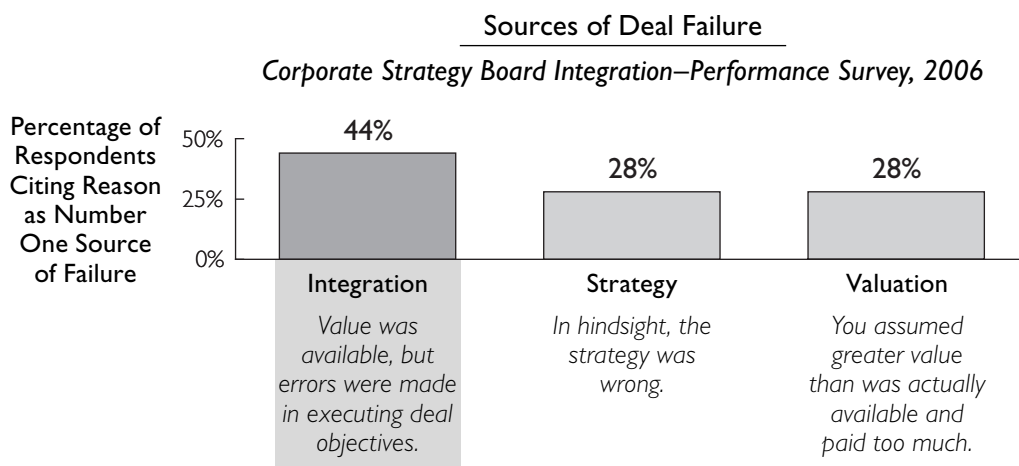 Sources of Deal Failure
Corporate Strategy Board Integration–Performance Survey, 2006
Percentage of
Respondents
Citing Reason
as Number
One Source
of Failure
50%
25%
0%
44%
28%
28%
Integration
Value was
available, but
errors were made
in executing deal
objectives.
Strategy
In hindsight, the
strategy was
wrong.
Valuation
You assumed
greater value
than was actually
available and
paid too much.